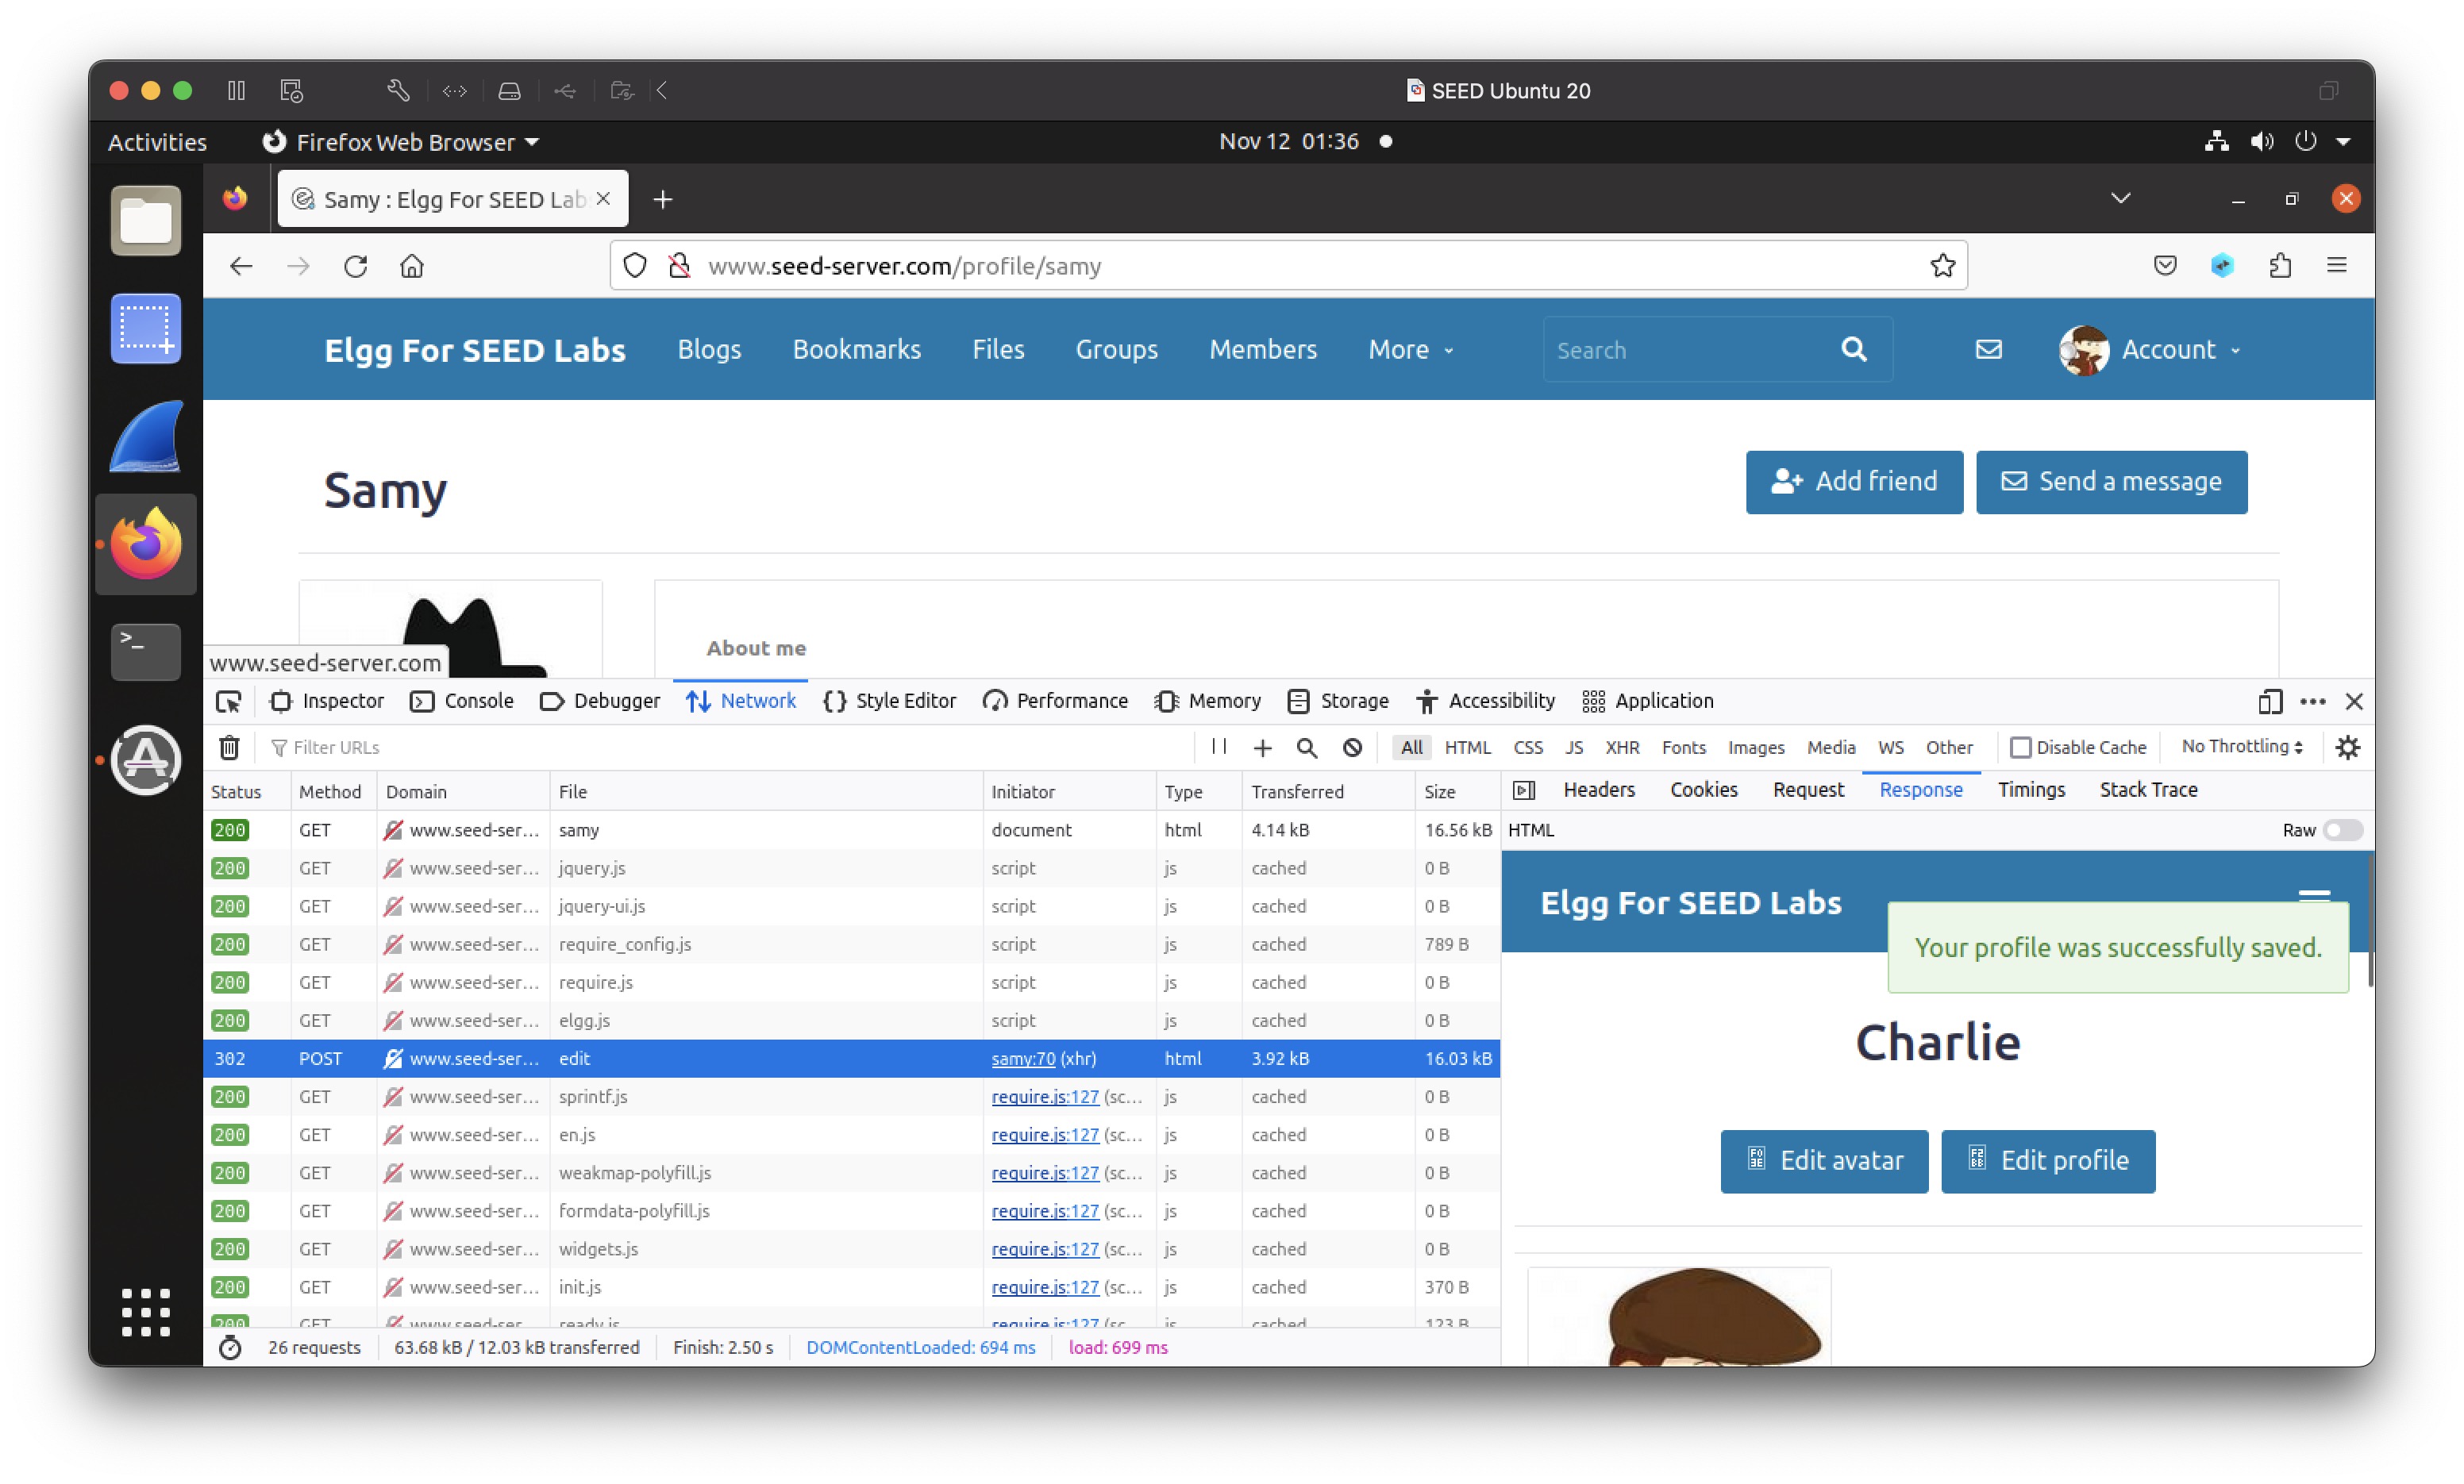 SEED Ubuntu 20
Activities Firefox Web Browser Nov 12 01:36
Samy : Elgg For SEED Lab
www.seed-server.com/profile/samy
Elgg For SEED Labs Blogs Bookmarks Files Groups Members More Search Account
Samy Add friend Send a message
About me
www.seed-server.com
Inspector Console Debugger Network Style Editor Performance Memory Storage Accessibility Application
Filter URLs All HTML CSS JS XHR Fonts Images Media WS Other Disable Cache No Throttling
Status Method Domain File Initiator Type Transferred Size
200 GET www.seed-ser... samy document html 4.14 kB 16.56 kB
200 GET www.seed-ser... jquery.js script js cached 0 B
200 GET www.seed-ser... jquery-ui.js script js cached 0 B
200 GET www.seed-ser... require_config.js script js cached 789 B
200 GET www.seed-ser... require.js script js cached 0 B
200 GET www.seed-ser... elgg.js script js cached 0 B
302 POST www.seed-ser... edit samy:70 (xhr) html 3.92 kB 16.03 kB
200 GET www.seed-ser... sprintf.js require.js:127 (sc... js cached 0 B
200 GET www.seed-ser... en.js require.js:127 (sc... js cached 0 B
200 GET www.seed-ser... weakmap-polyfill.js require.js:127 (sc... js cached 0 B
200 GET www.seed-ser... formdata-polyfill.js require.js:127 (sc... js cached 0 B
200 GET www.seed-ser... widgets.js require.js:127 (sc... js cached 0 B
200 GET www.seed-ser... init.js require.js:127 (sc... js cached 370 B
200 GET www.seed-ser... ready.js require.js:127 (sc... js cached 123 B
26 requests 63.68 kB / 12.03 kB transferred Finish: 2.50 s DOMContentLoaded: 694 ms load: 699 ms
Headers Cookies Request Response Timings Stack Trace
HTML Raw
Elgg For SEED Labs
Your profile was successfully saved.
Charlie
Edit avatar Edit profile